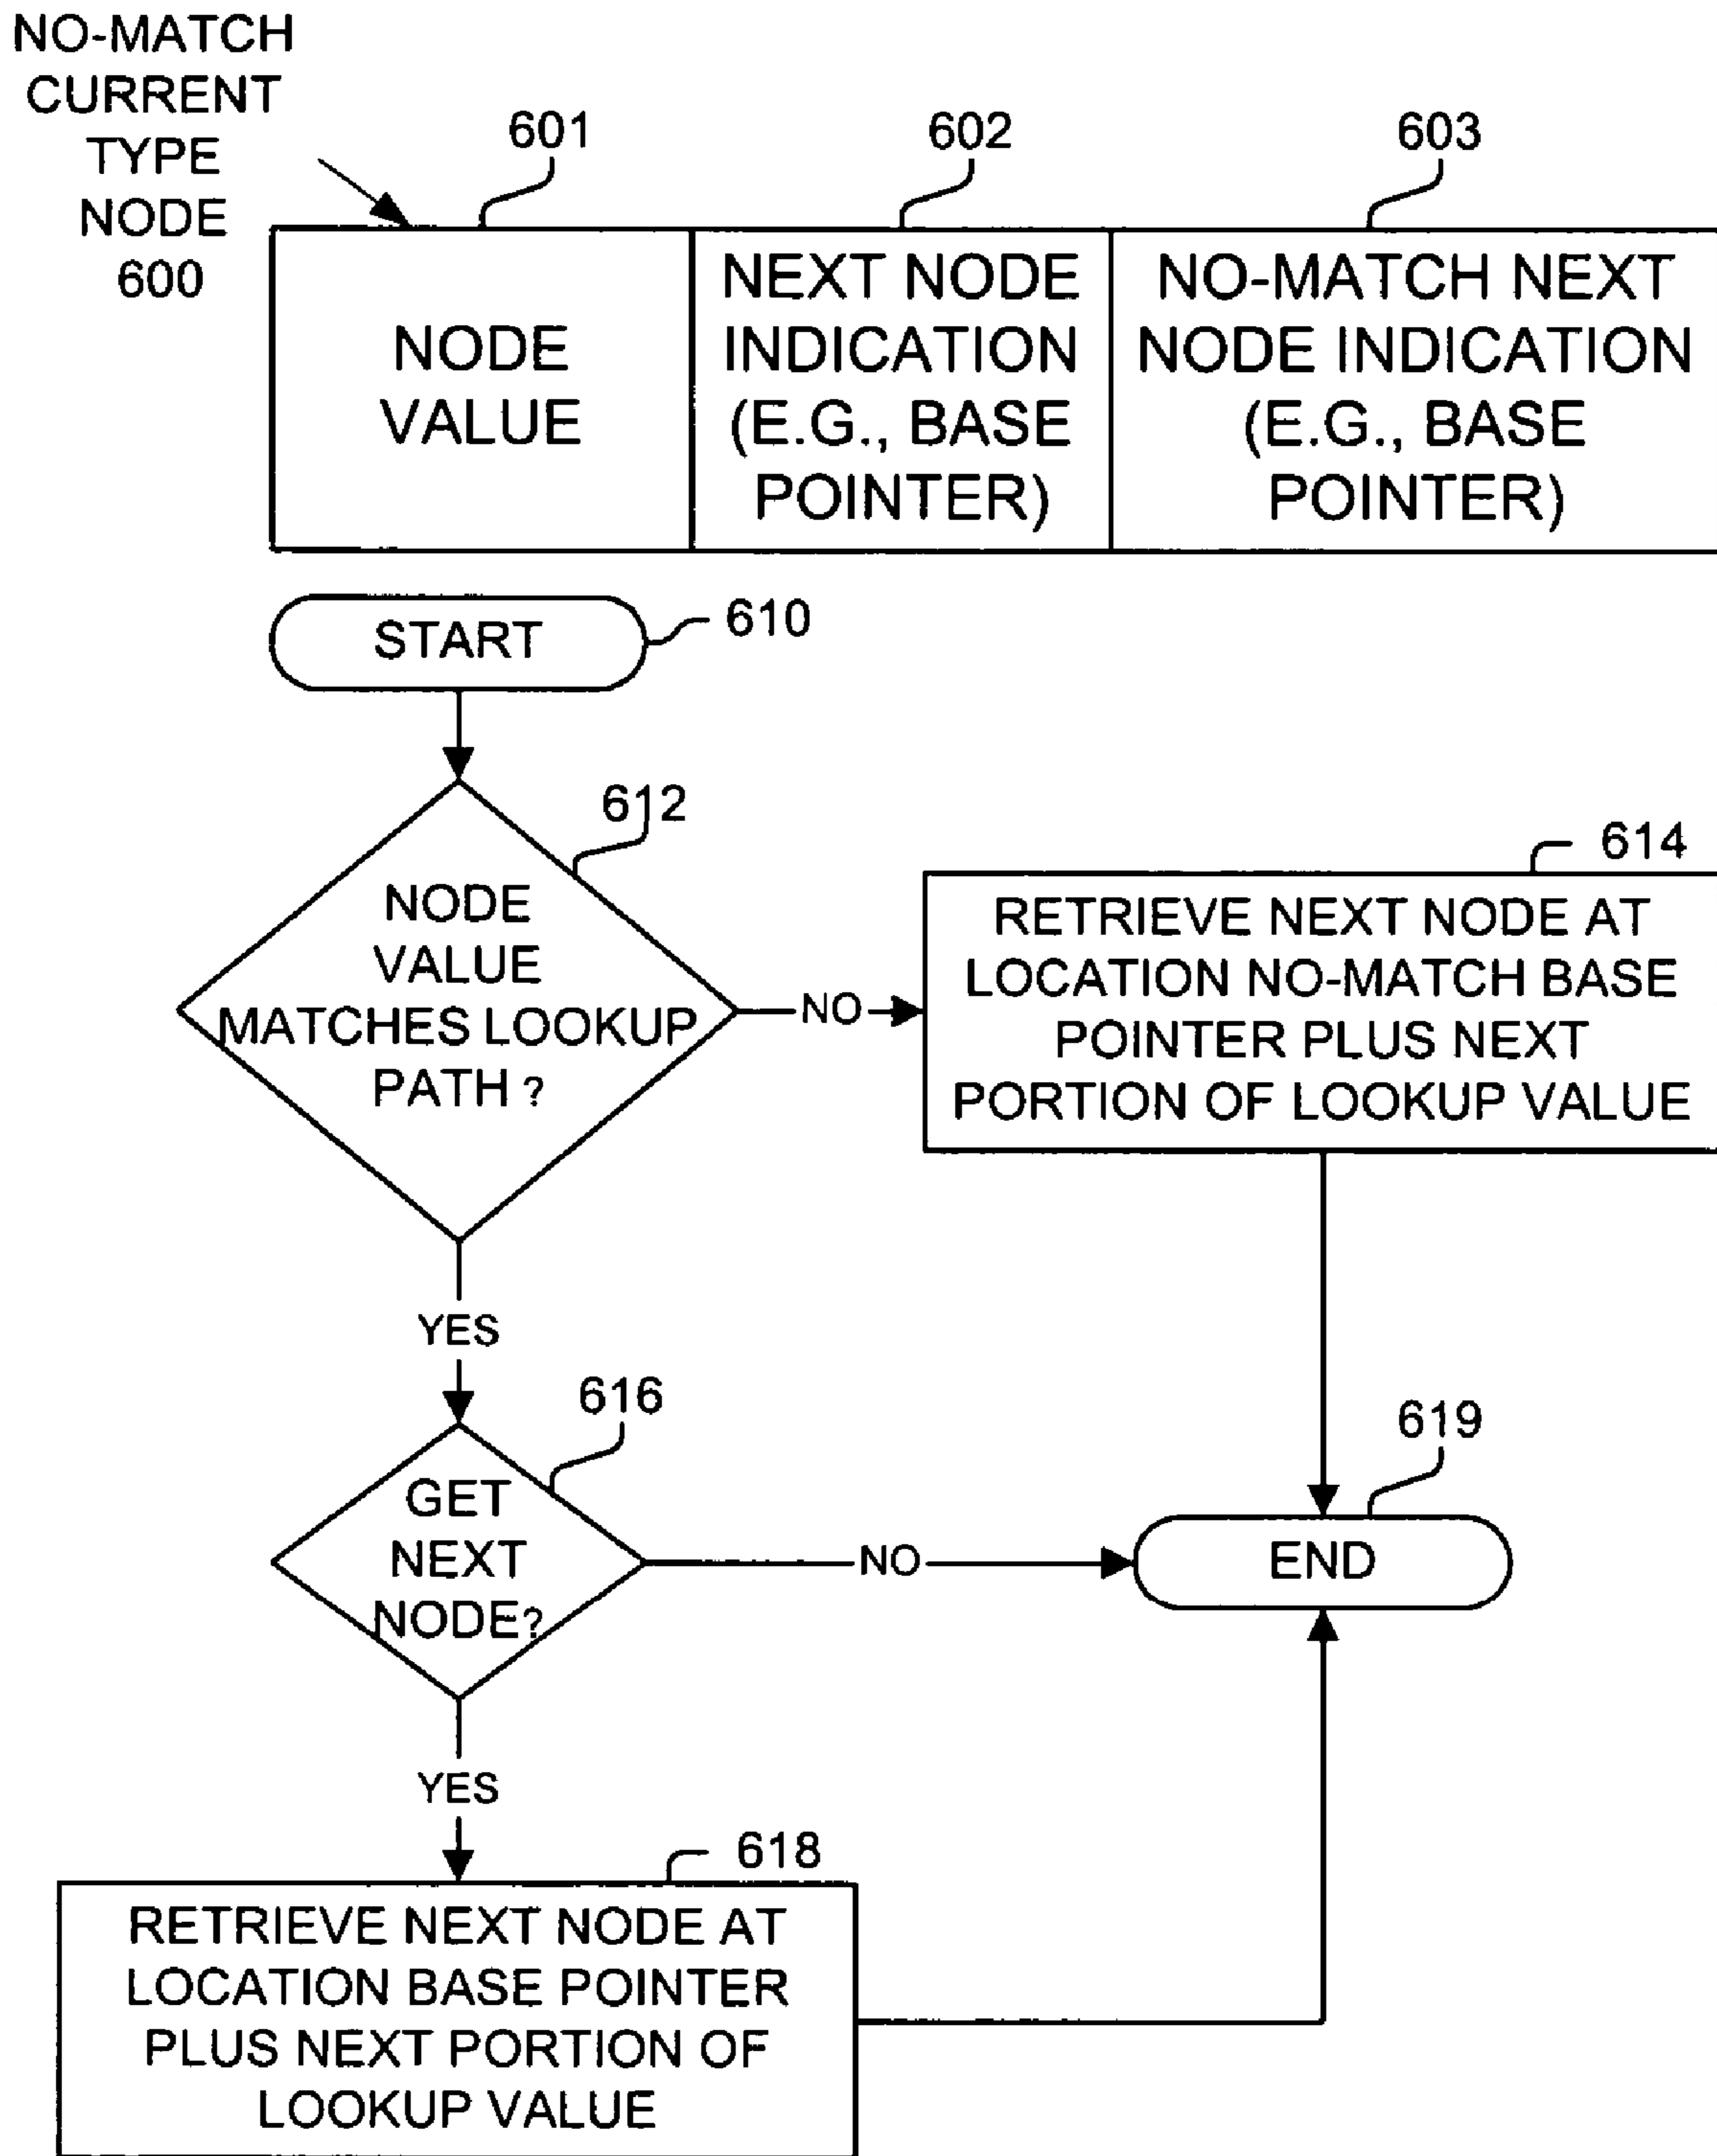 NO-MATCH
CURRENT
TYPE
NODE
600
601
602
603
NODE
VALUE
NEXT NODE
INDICATION
(E.G., BASE
POINTER)
NO-MATCH NEXT
NODE INDICATION
(E.G., BASE
POINTER)
START
610
612
NODE
VALUE
MATCHES LOOKUP
PATH ?
NO
614
RETRIEVE NEXT NODE AT
LOCATION NO-MATCH BASE
POINTER PLUS NEXT
PORTION OF LOOKUP VALUE
YES
616
GET
NEXT
NODE?
NO
619
END
YES
618
RETRIEVE NEXT NODE AT
LOCATION BASE POINTER
PLUS NEXT PORTION OF
LOOKUP VALUE